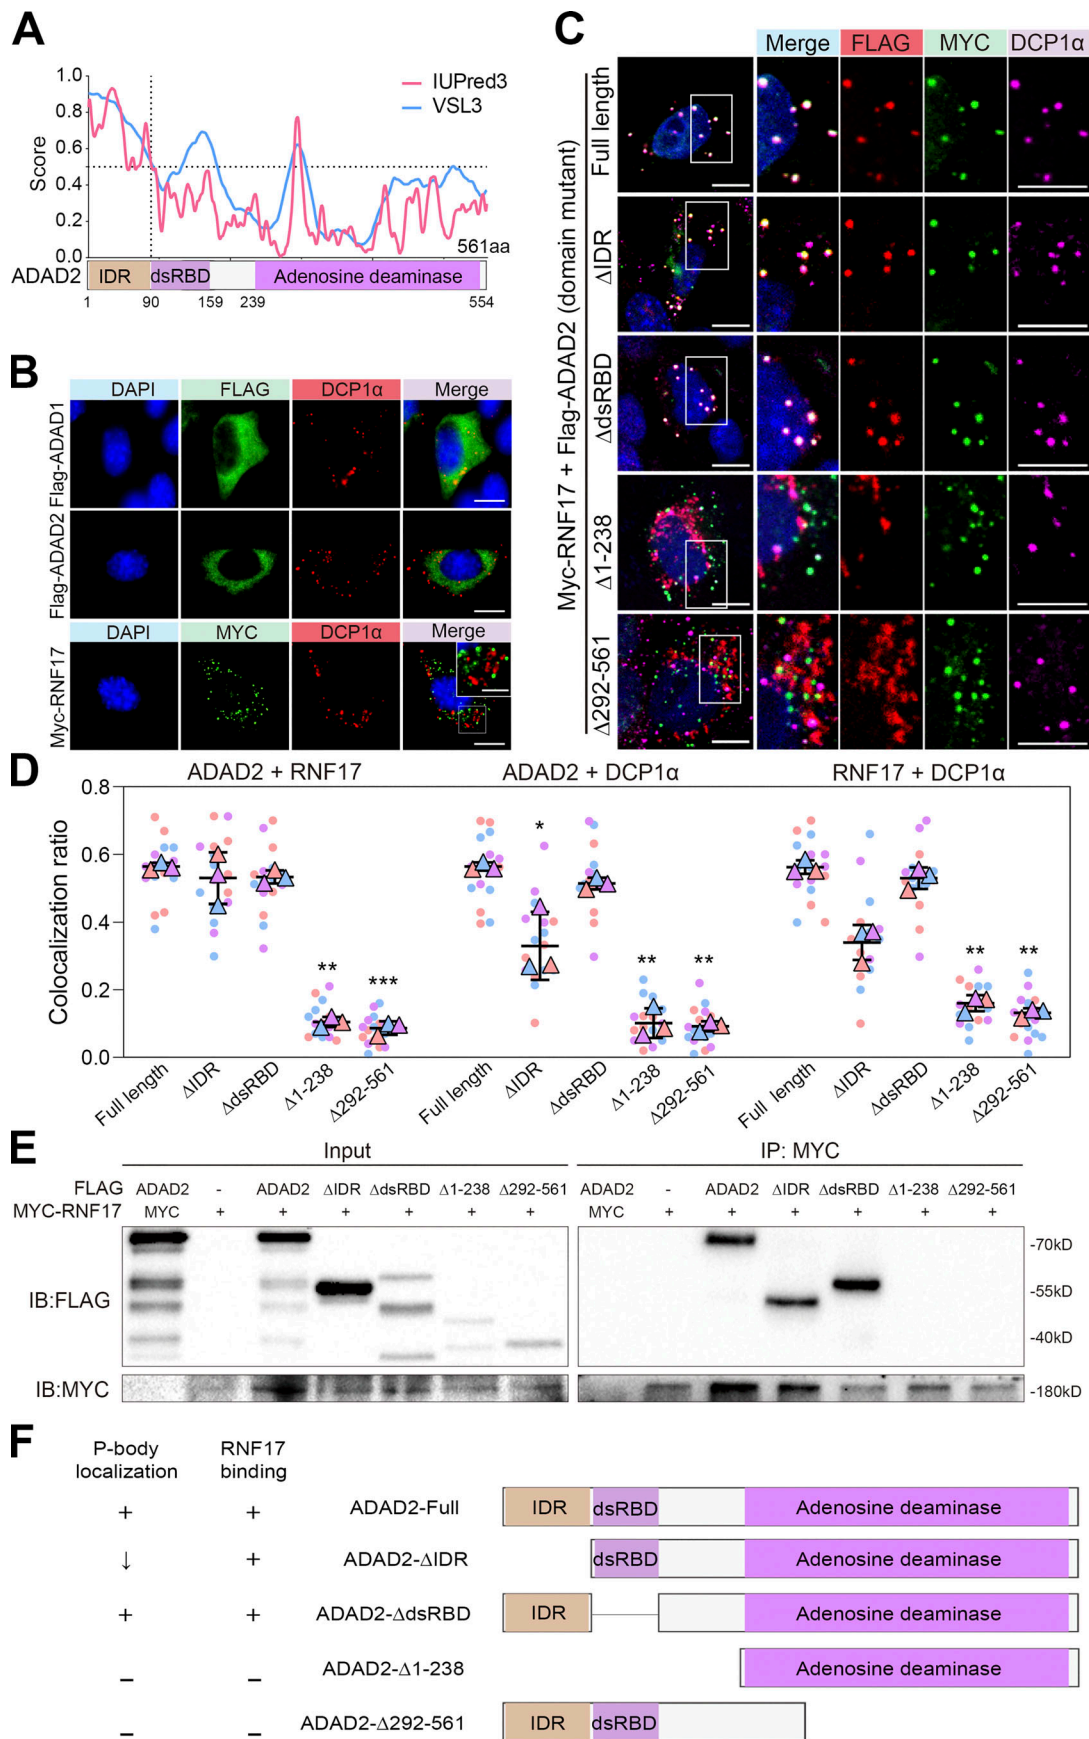 A
1.0
0.8
0.6
0.4
0.2
0.0
Score
IUPred3
VSL3
561aa
ADAD2
IDR
dsRBD
Adenosine deaminase
1 90 159 239 554
B
DAPI FLAG DCP1α Merge
Flag-ADAD1
Flag-ADAD2
DAPI MYC DCP1α Merge
Myc-RNF17
C
Merge FLAG MYC DCP1α
Myc-RNF17 + Flag-ADAD2 (domain mutant)
Full length
ΔIDR
ΔdsRBD
Δ1-238
Δ292-561
D
ADAD2 + RNF17 ADAD2 + DCP1α RNF17 + DCP1α
Colocalization ratio
0.8
0.6
0.4
0.2
0.0
** *** * ** ** ** **
Full length ΔIDR ΔdsRBD Δ1-238 Δ292-561 Full length ΔIDR ΔdsRBD Δ1-238 Δ292-561 Full length ΔIDR ΔdsRBD Δ1-238 Δ292-561
E
Input IP: MYC
FLAG ADAD2 - ADAD2 ΔIDR ΔdsRBD Δ1-238 Δ292-561 ADAD2 - ADAD2 ΔIDR ΔdsRBD Δ1-238 Δ292-561
MYC-RNF17 MYC + + + + + + MYC + + + + + +
IB:FLAG
-70kD
-55kD
-40kD
IB:MYC
-180kD
F
P-body localization
RNF17 binding
+ + ADAD2-Full IDR dsRBD Adenosine deaminase
↓ + ADAD2-ΔIDR dsRBD Adenosine deaminase
+ + ADAD2-ΔdsRBD IDR Adenosine deaminase
− − ADAD2-Δ1-238 Adenosine deaminase
− − ADAD2-Δ292-561 IDR dsRBD